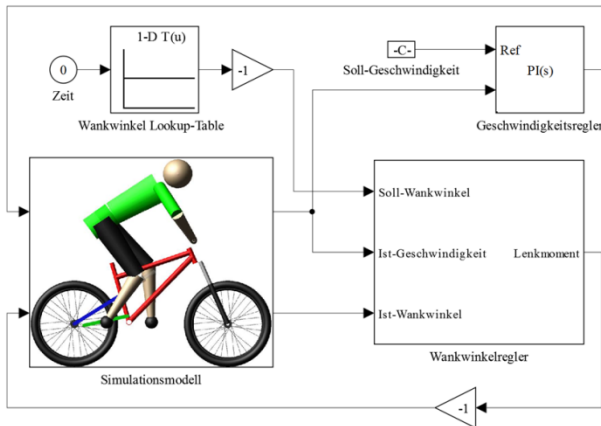 1-D T(u)
0
-1
-C-
Ref
PI(s)
Zeit
Soll-Geschwindigkeit
Wankwinkel Lookup-Table
Geschwindigkeitsregler
Soll-Wankwinkel
Ist-Geschwindigkeit
Lenkmoment
Ist-Wankwinkel
Wankwinkelregler
Simulationsmodell
-1